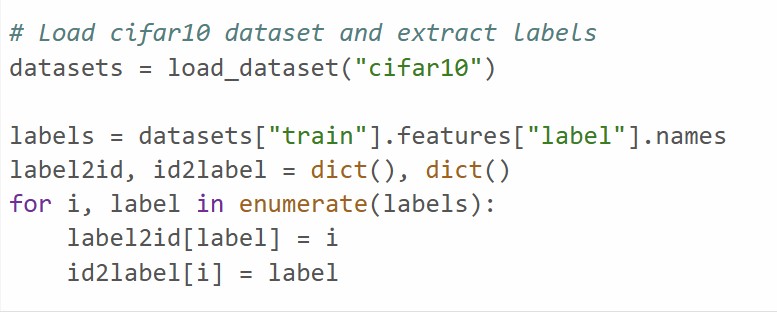 # Load cifar10 dataset and extract labels
datasets = load_dataset("cifar10")
labels = datasets["train"].features["label"].names
label2id, id2label = dict(), dict()
for i, label in enumerate(labels):
    label2id[label] = i
    id2label[i] = label